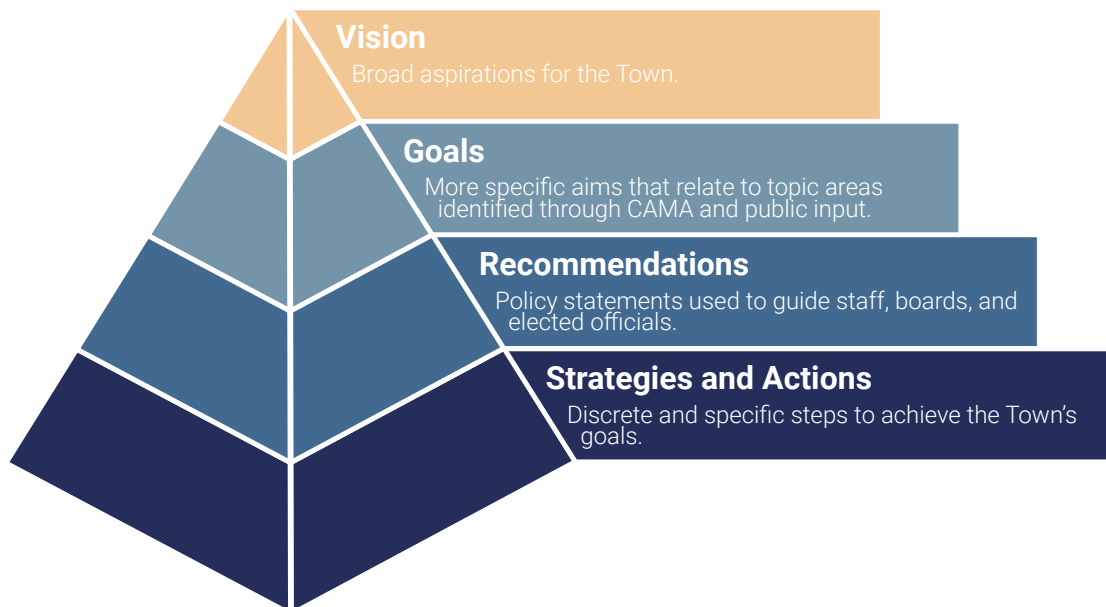 Vision
Broad aspirations for the Town.
Goals
More specific aims that relate to topic areas
identified through CAMA and public input.
Recommendations
Policy statements used to guide staff, boards, and
elected officials.
Strategies and Actions
Discrete and specific steps to achieve the Town’s
goals.